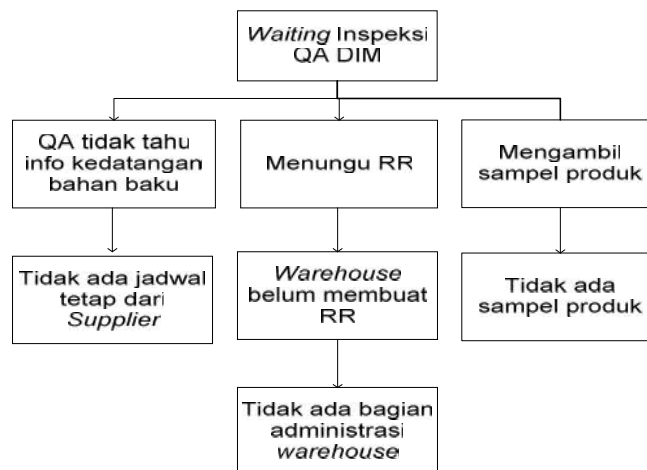 Waiting Inspeksi
QA DIM
QA tidak tahu
info kedatangan
bahan baku
Menungu RR
Mengambil
sampel produk
Tidak ada jadwal
tetap dari
Supplier
Warehouse
belum membuat
RR
Tidak ada
sampel produk
Tidak ada bagian
administrasi
warehouse